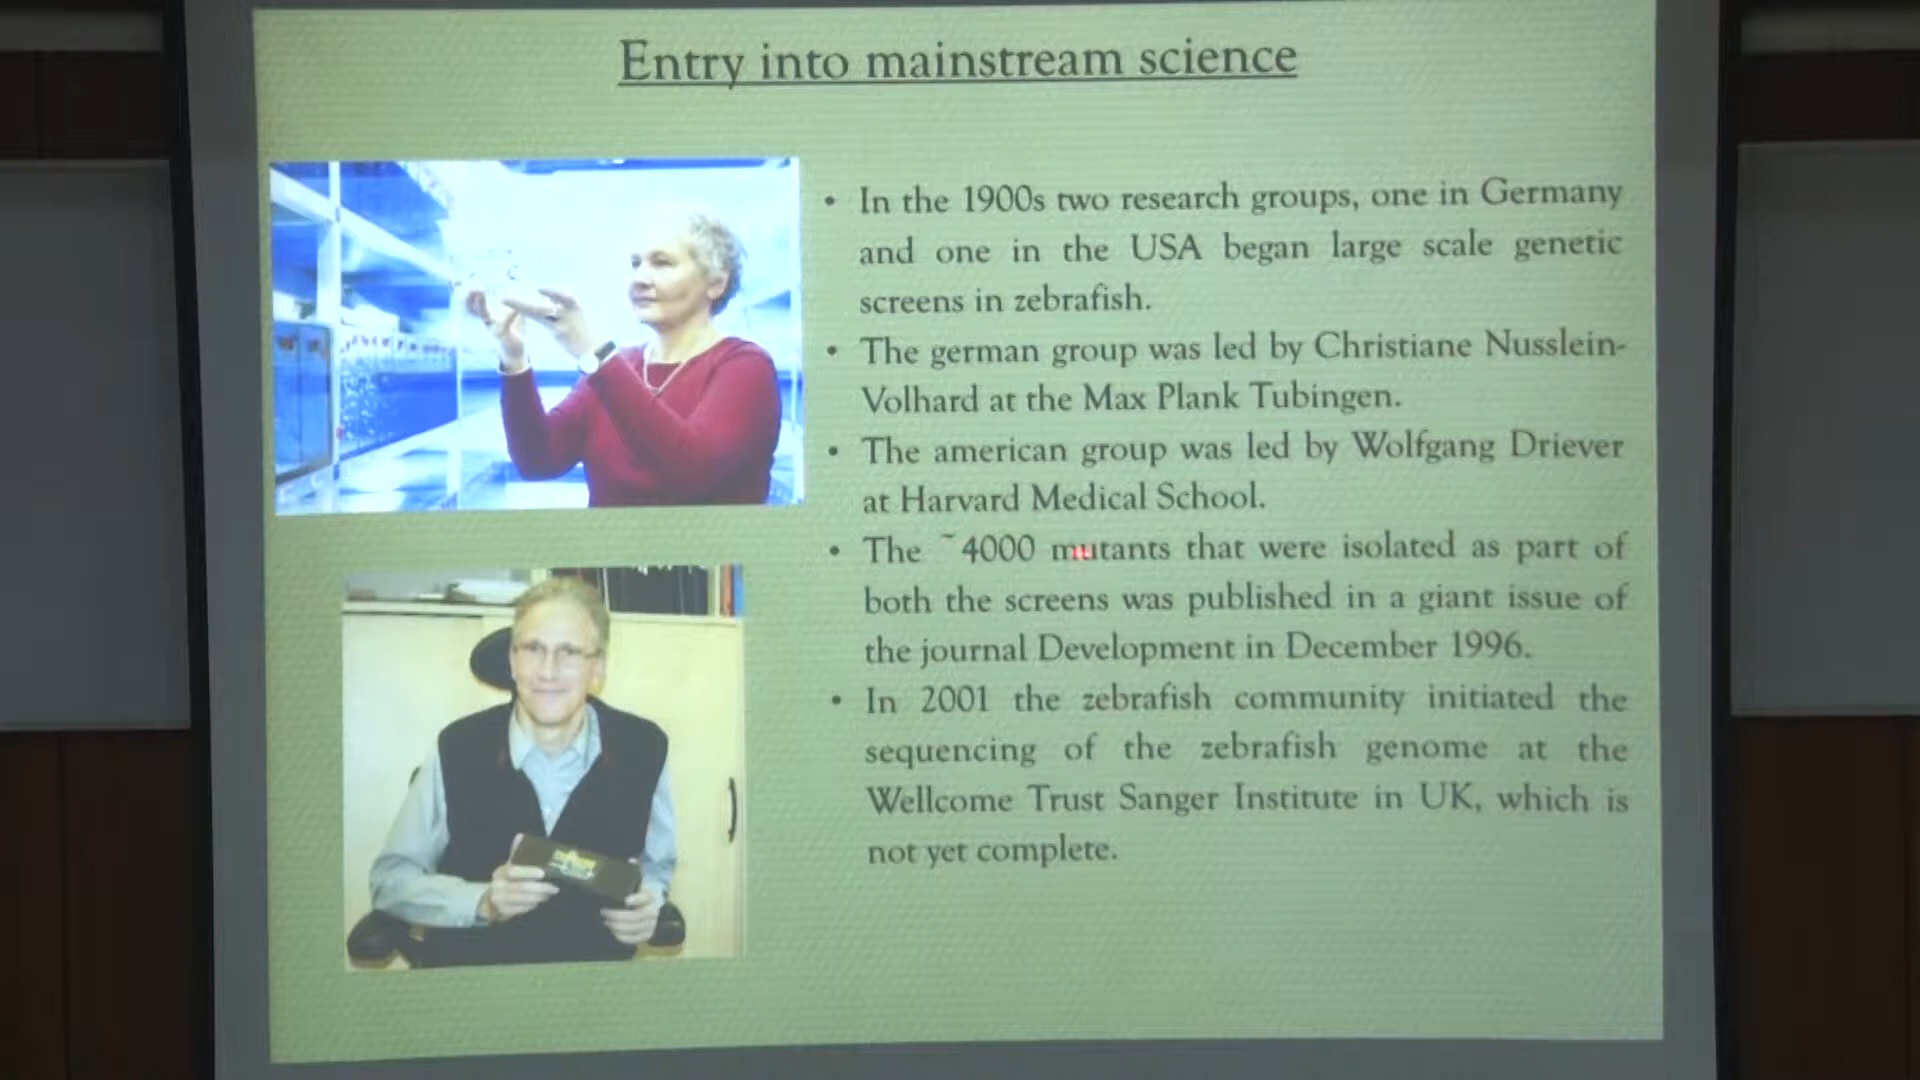 Entry into mainstream science
• In the 1900s two research groups, one in Germany
and one in the USA began large scale genetic
screens in zebrafish.
• The german group was led by Christiane Nusslein-
Volhard at the Max Plank Tubingen.
• The american group was led by Wolfgang Driever
at Harvard Medical School.
• The ~4000 mutants that were isolated as part of
both the screens was published in a giant issue of
the journal Development in December 1996.
• In 2001 the zebrafish community initiated the
sequencing of the zebrafish genome at the
Wellcome Trust Sanger Institute in UK, which is
not yet complete.